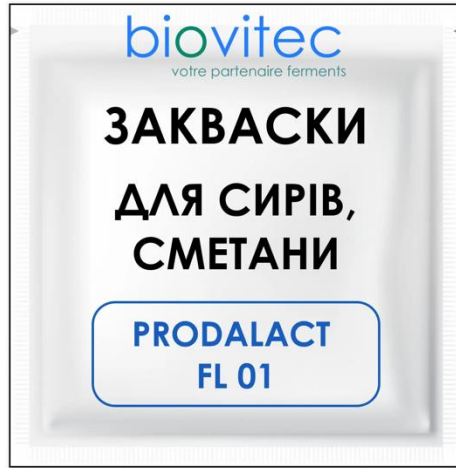 biovitec
votre partenaire ferments
ЗАКВАСКИ
ДЛЯ СИРІВ,
СМЕТАНИ
PRODALACT
FL 01